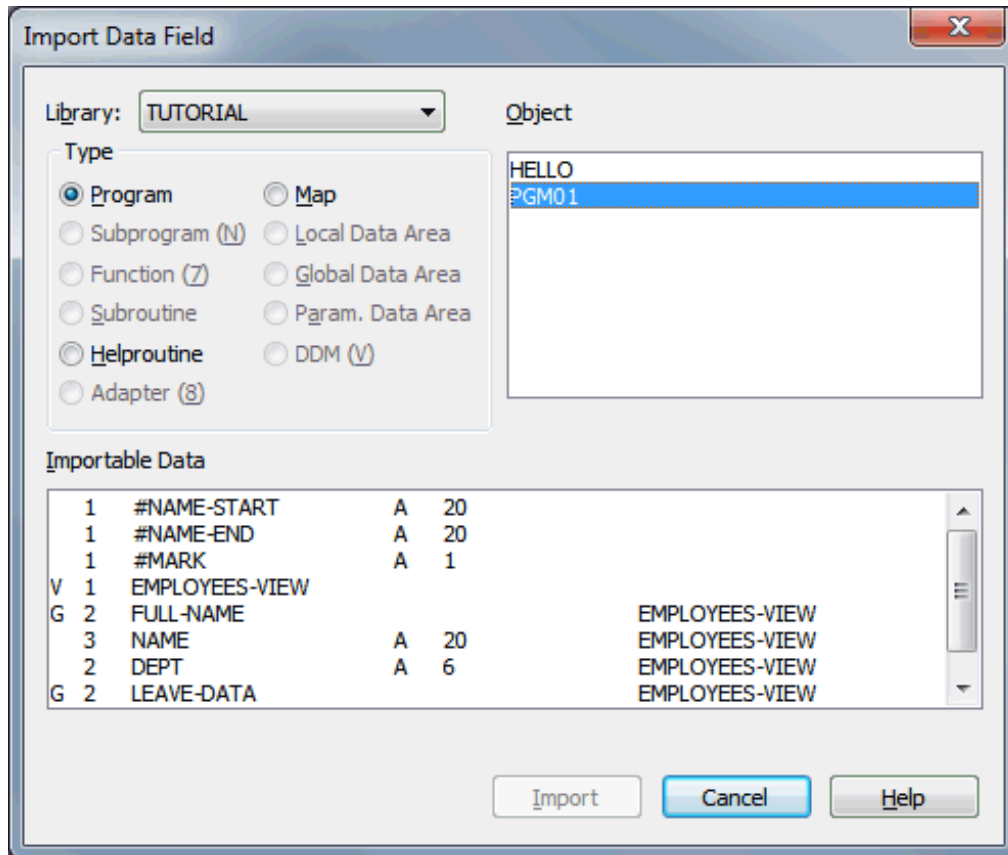 Import Data Field
Library: TUTORIAL
Object
Type
Program Map
Subprogram (N) Local Data Area
Function (7) Global Data Area
Subroutine Param. Data Area
Helproutine DDM (V)
Adapter (8)
HELLO
PGM01
Importable Data
1 #NAME-START A 20
1 #NAME-END A 20
1 #MARK A 1
V 1 EMPLOYEES-VIEW
G 2 FULL-NAME EMPLOYEES-VIEW
3 NAME A 20 EMPLOYEES-VIEW
2 DEPT A 6 EMPLOYEES-VIEW
G 2 LEAVE-DATA EMPLOYEES-VIEW
Import Cancel Help